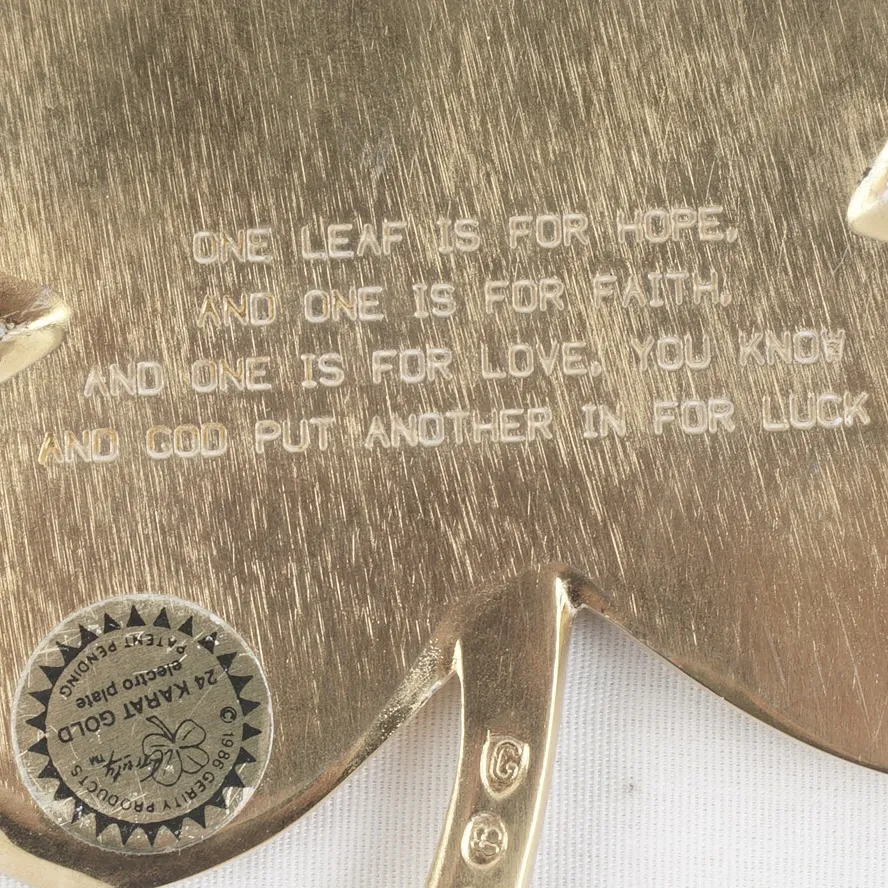 ONE LEAF IS FOR HOPE,
AND ONE IS FOR FAITH,
AND ONE IS FOR LOVE, YOU KNOW
AND GOD PUT ANOTHER IN FOR LUCK
PATENT PENDING
24 KARAT GOLD
electro plate
Gerity™
© 1986 GERITY PRODUCTS
G